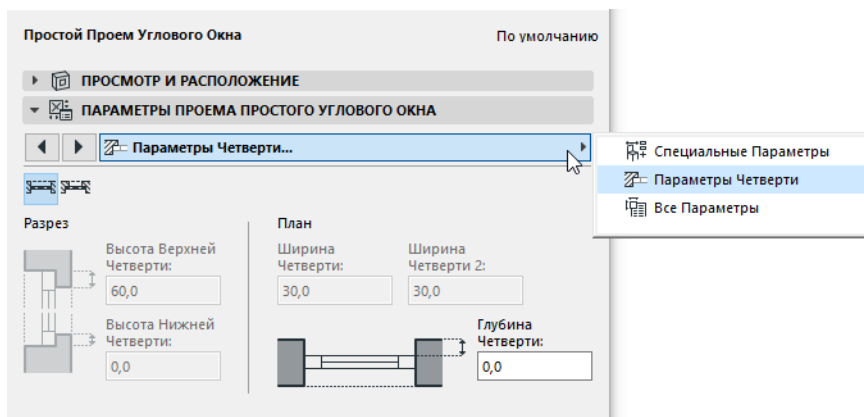 Простой Проем Углового Окна
По умолчанию
ПРОСМОТР И РАСПОЛОЖЕНИЕ
ПАРАМЕТРЫ ПРОЕМА ПРОСТОГО УГЛОВОГО ОКНА
Параметры Четверти...
Специальные Параметры
Параметры Четверти
Все Параметры
Разрез
Высота Верхней
Четверти:
60,0
Высота Нижней
Четверти:
0,0
План
Ширина
Четверти:
30,0
Ширина
Четверти 2:
30,0
Глубина
Четверти:
0,0